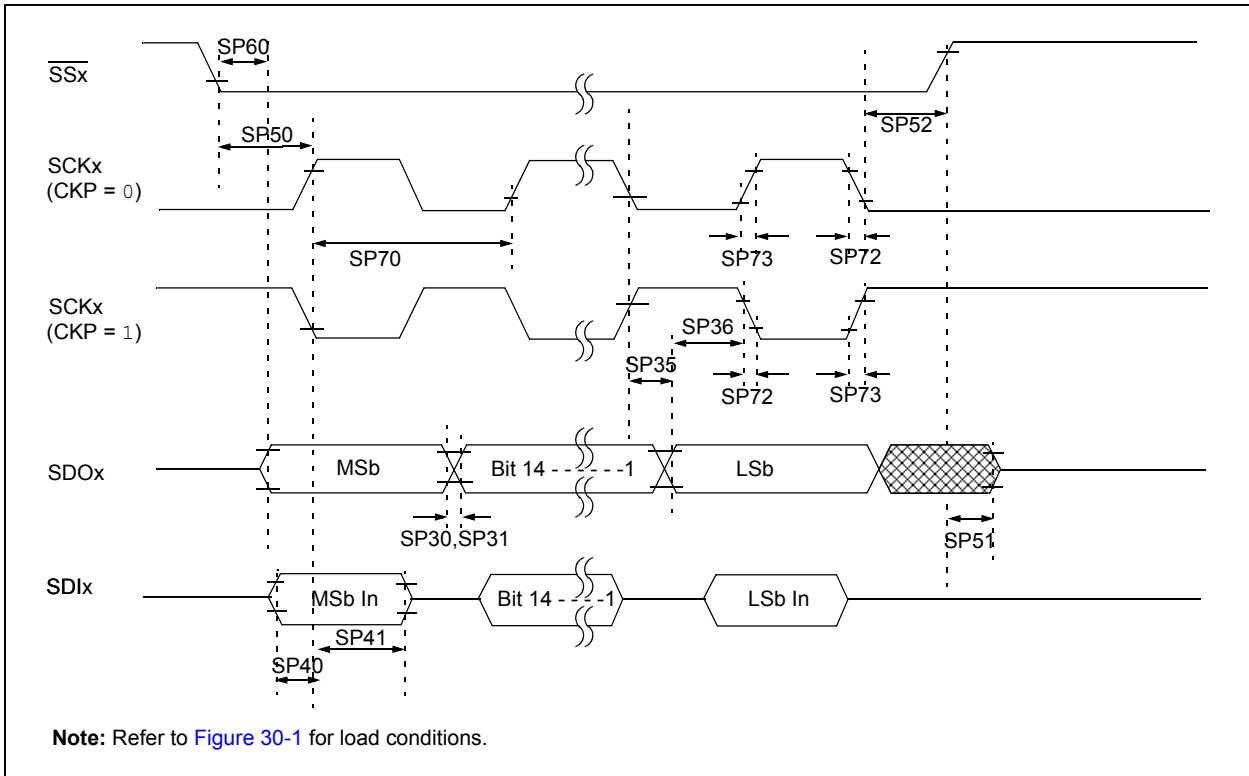 SP60
SSx
SP52
SP50
SCKx
(CKP = 0)
SP70
SP73
SP72
SCKx
(CKP = 1)
SP36
SP35
SP72
SP73
SDOx
MSb
Bit 14 - - - - - -1
LSb
SP30,SP31
SP51
SDIx
MSb In
Bit 14 - - - -1
LSb In
SP41
SP40
Note: Refer to Figure 30-1 for load conditions.